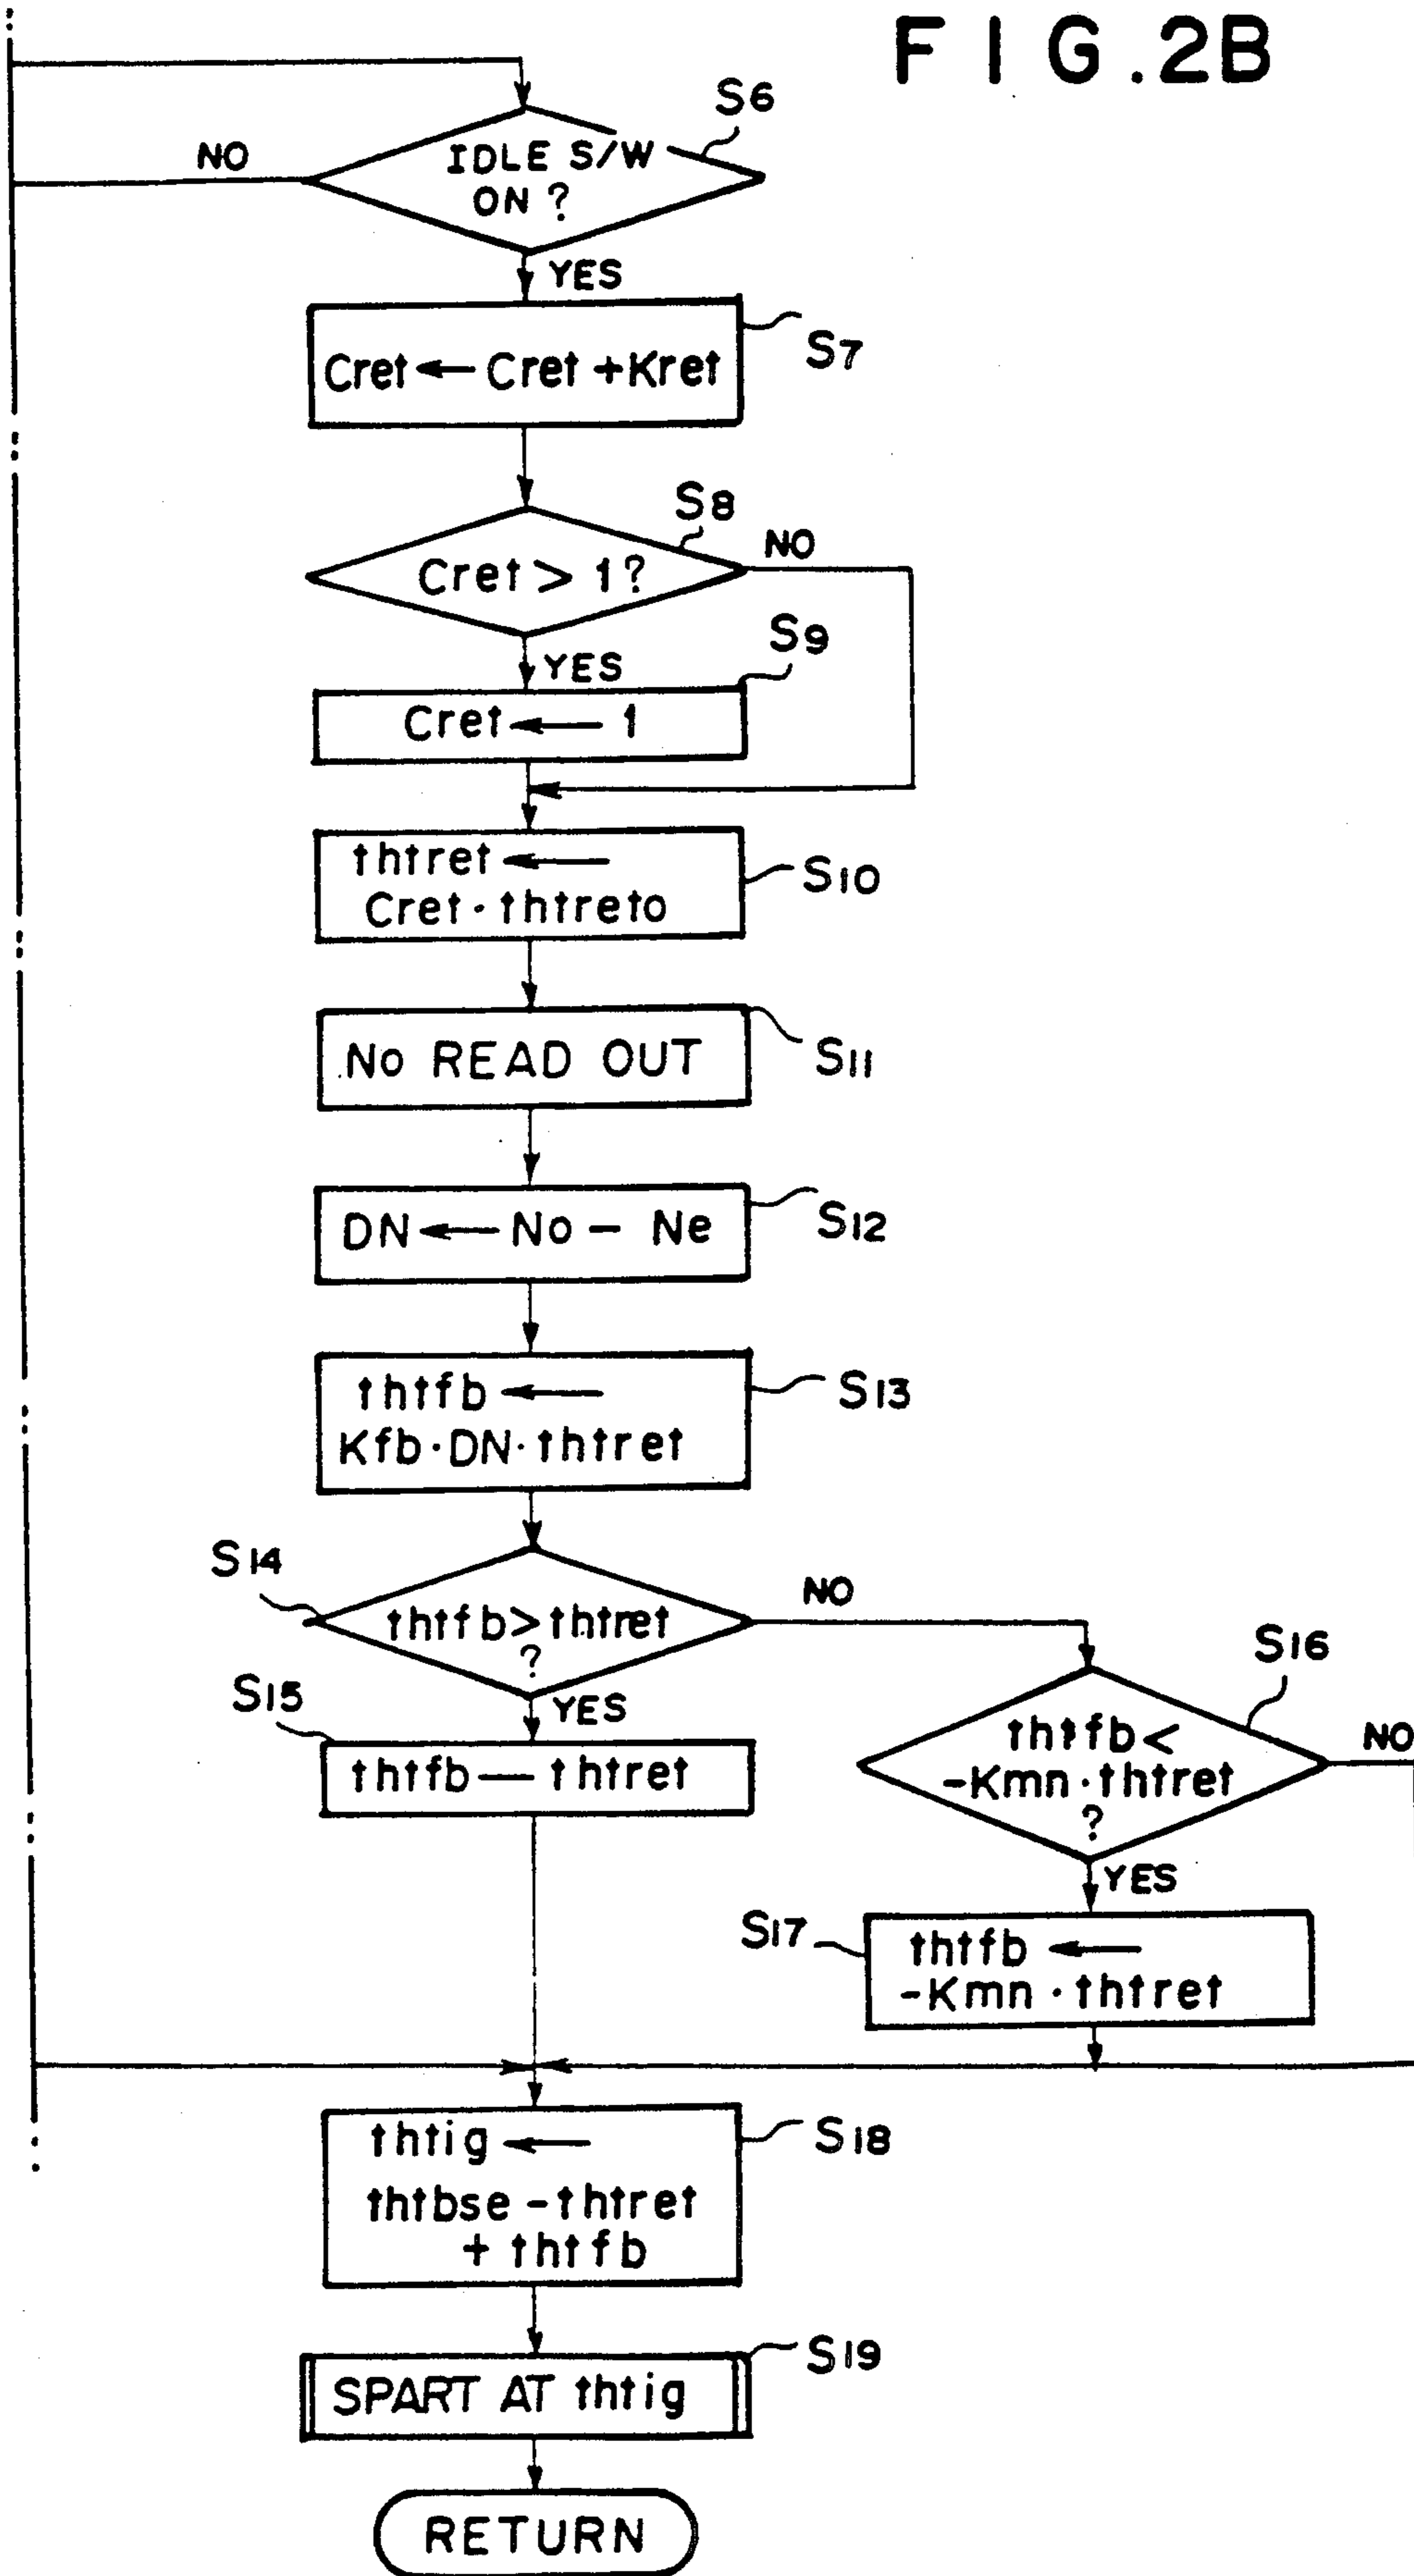 FIG.2B
S6
NO
IDLE S/W
ON ?
YES
S7
Cret ← Cret + Kret
S8
NO
Cret > 1?
S9
YES
Cret ← 1
thtret ←
Cret · thtreto
S10
No READ OUT
S11
DN ← No – Ne
S12
thtfb ←
Kfb·DN·thtret
S13
S14
NO
thtfb > thtret
?
S16
S15
YES
thtfb — thtret
thtfb <
-Kmn·thtret
?
NO
YES
S17
thtfb ←
-Kmn · thtret
thtig ←
thtbse - thtret
+ thtfb
S18
S19
SPART AT thtig
RETURN